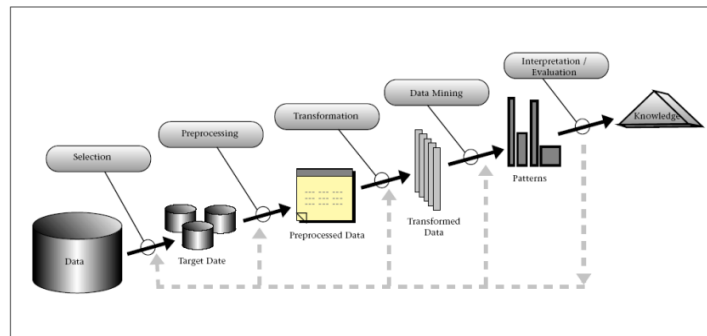 Interpretation /
Evaluation
Data Mining
Transformation
Preprocessing
Selection
Knowledge
Patterns
Transformed
Data
Preprocessed Data
Target Date
Data